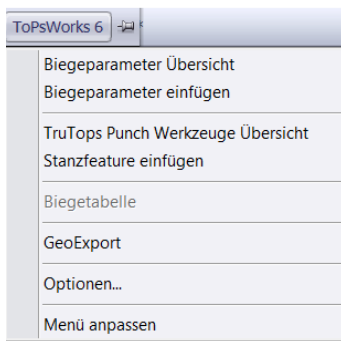 ToPsWorks 6
Biegeparameter Übersicht
Biegeparameter einfügen
TruTops Punch Werkzeuge Übersicht
Stanzfeature einfügen
Biegetabelle
GeoExport
Optionen...
Menü anpassen